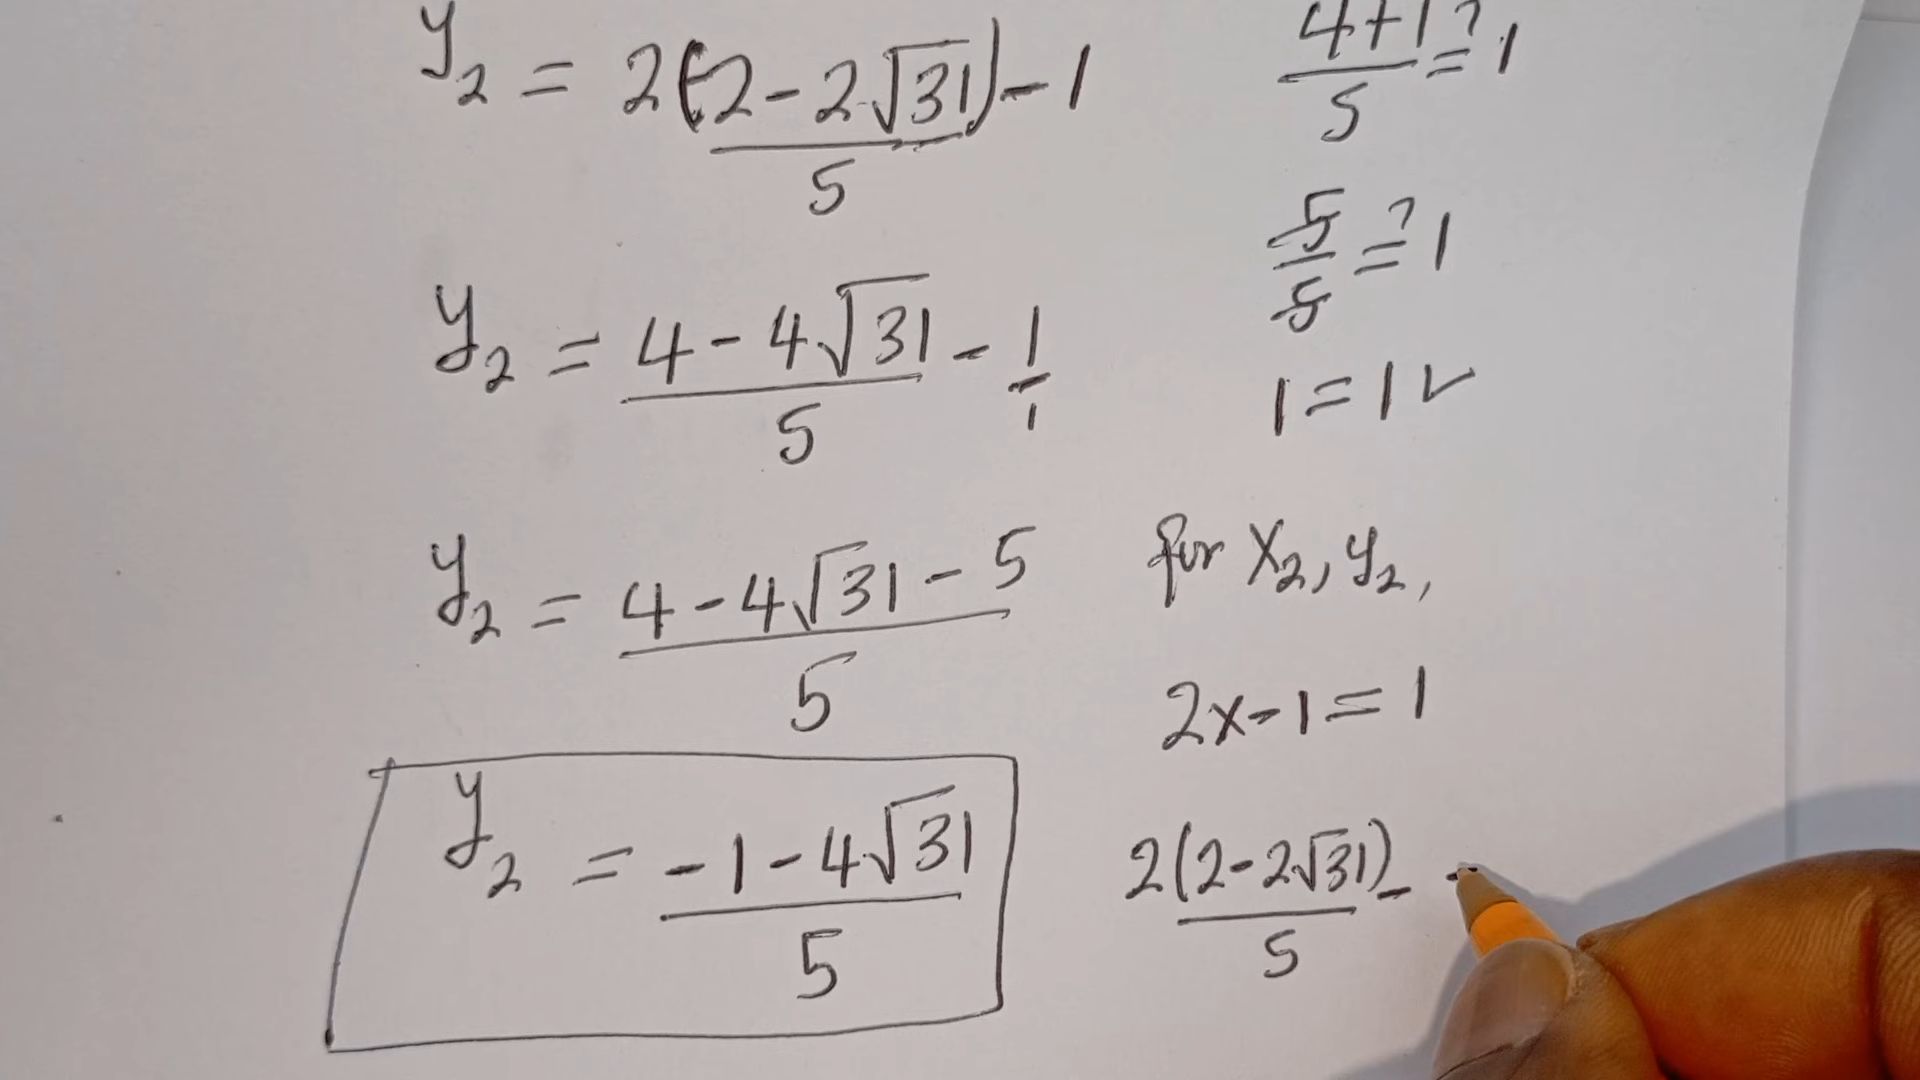 y₂ = 2(2-2√31)/5 - 1
y₂ = (4-4√31)/5 - 1/1
y₂ = (4-4√31-5)/5
y₂ = (-1-4√31)/5
(4+1)/5 ?= 1
5/5 ?= 1
1=1 ✓
for x₂, y₂,
2x-1=1
2(2-2√31)/5 - -